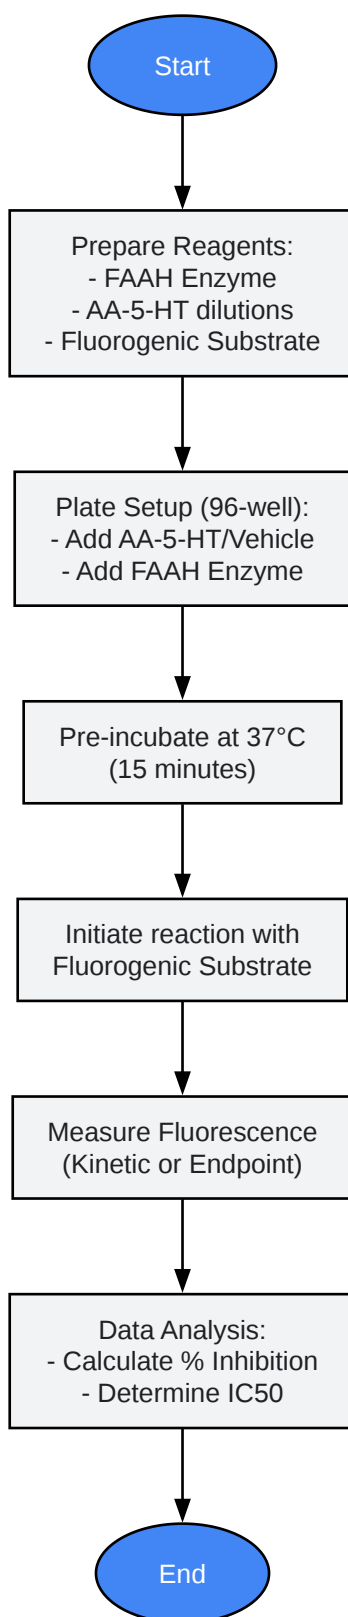 Start
Prepare Reagents:
- FAAH Enzyme
- AA-5-HT dilutions
- Fluorogenic Substrate
Plate Setup (96-well):
- Add AA-5-HT/Vehicle
- Add FAAH Enzyme
Pre-incubate at 37°C
(15 minutes)
Initiate reaction with
Fluorogenic Substrate
Measure Fluorescence
(Kinetic or Endpoint)
Data Analysis:
- Calculate % Inhibition
- Determine IC50
End